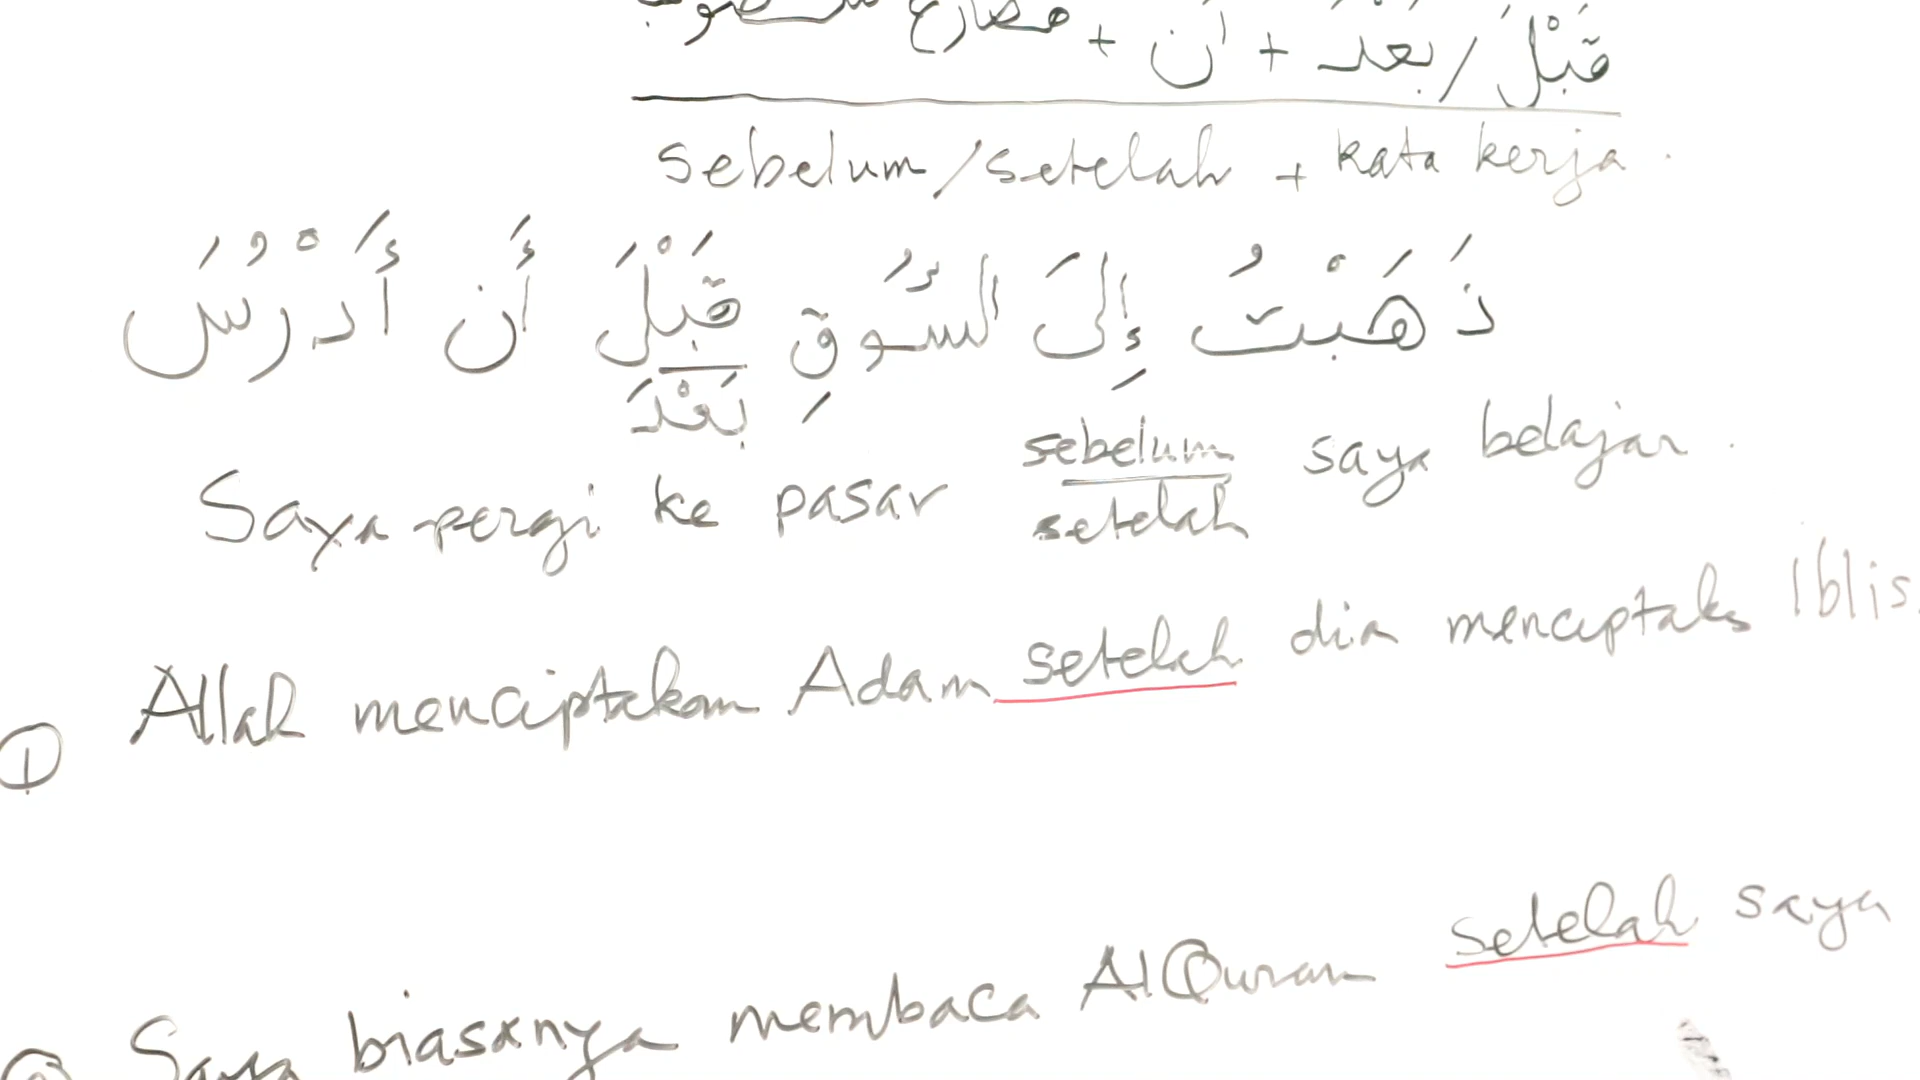 قَبْلَ / بَعْدَ + أَن + مضارع
sebelum / setelah + kata kerja.
ذَهَبْتُ إِلَى السُّوقِ قَبْلَ أَن أَدْرُسَ
بَعْدَ
Saya pergi ke pasar sebelum saya belajar.
setelah
① Allah menciptakan Adam setelah dia menciptakn Iblis.
Saya biasanya membaca AlQuran setelah saya